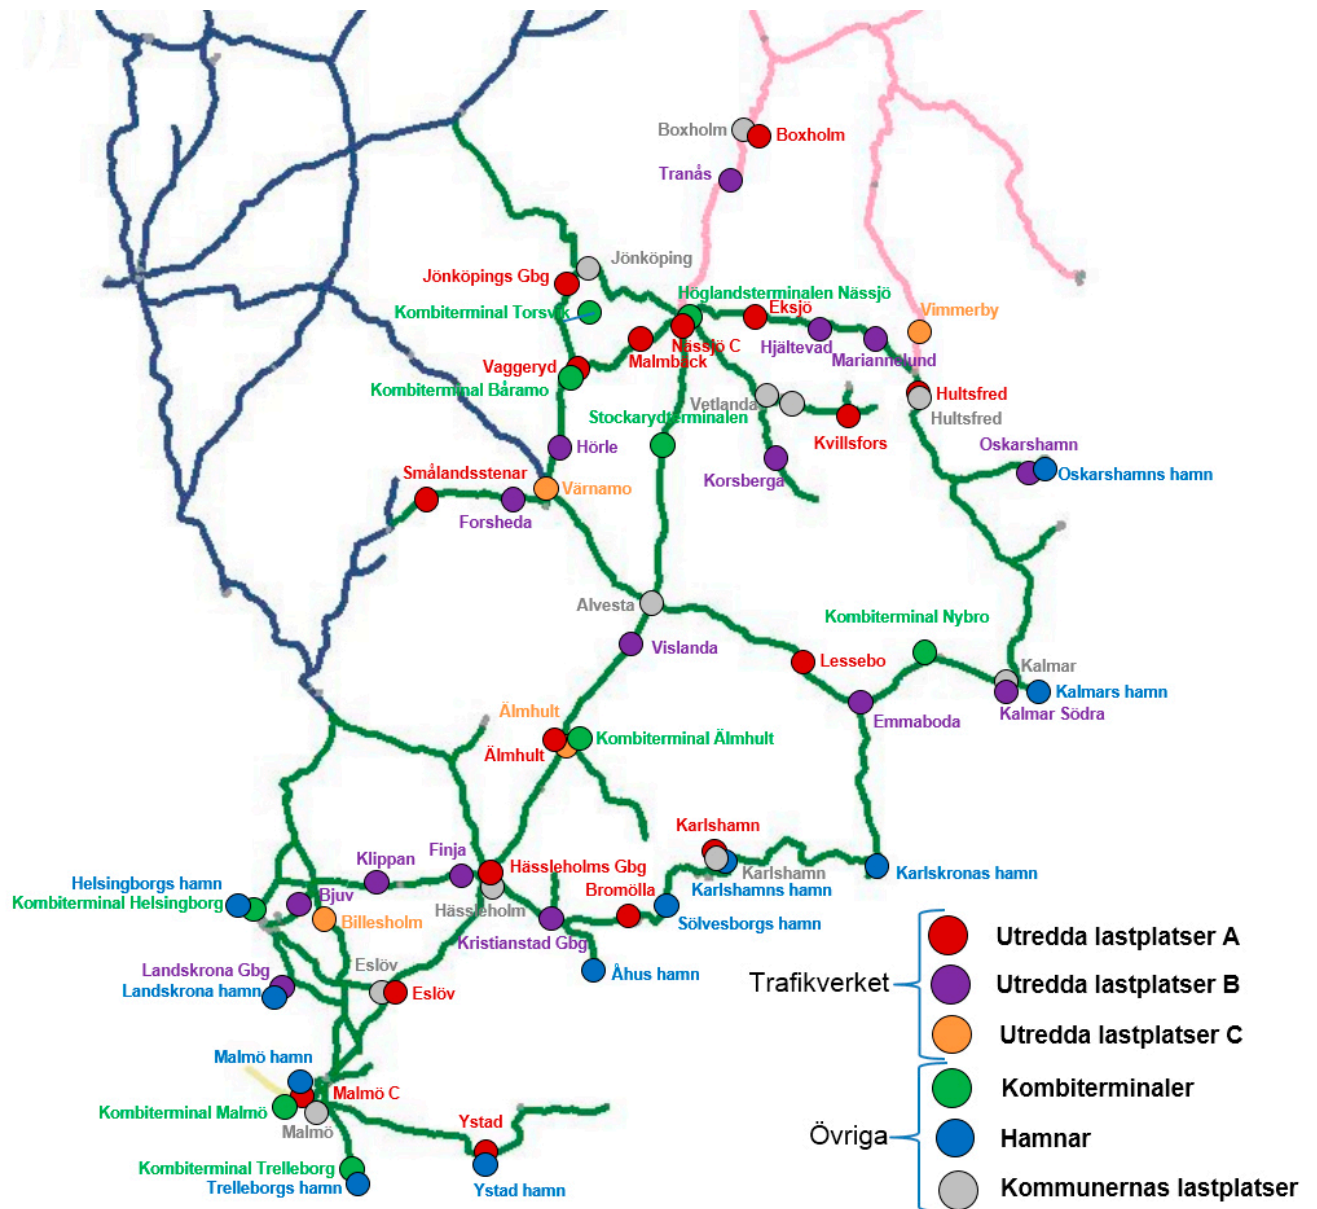 Boxholm
Boxholm
Tranås
Jönköping
Jönköpings Gbg
Höglandsterminalen Nässjö
Kombiterminal Torsvik
Eksjö
Vimmerby
Nässjö C
Hjältevad
Mariannelund
Malmbäck
Vaggeryd
Kombiterminal Båramo
Hultsfred
Hultsfred
Vetlanda
Stockarydterminalen
Kvillsfors
Hörle
Oskarshamn
Oskarshamns hamn
Korsberga
Smålandsstenar
Värnamo
Forsheda
Alvesta
Kombiterminal Nybro
Vislanda
Lessebo
Kalmar
Kalmars hamn
Kalmar Södra
Emmaboda
Älmhult
Kombiterminal Älmhult
Älmhult
Karlshamn
Finja
Klippan
Hässleholms Gbg
Karlshamn
Karlskronas hamn
Helsingborgs hamn
Kombiterminal Helsingborg
Bjuv
Bromölla
Karlshamns hamn
Hässleholm
Billesholm
Sölvesborgs hamn
Kristianstad Gbg
Landskrona Gbg
Eslöv
Åhus hamn
Landskrona hamn
Eslöv
Malmö hamn
Malmö C
Kombiterminal Malmö
Malmö
Ystad
Kombiterminal Trelleborg
Trelleborgs hamn
Ystad hamn
Trafikverket
Utredda lastplatser A
Utredda lastplatser B
Utredda lastplatser C
Övriga
Kombiterminaler
Hamnar
Kommunernas lastplatser